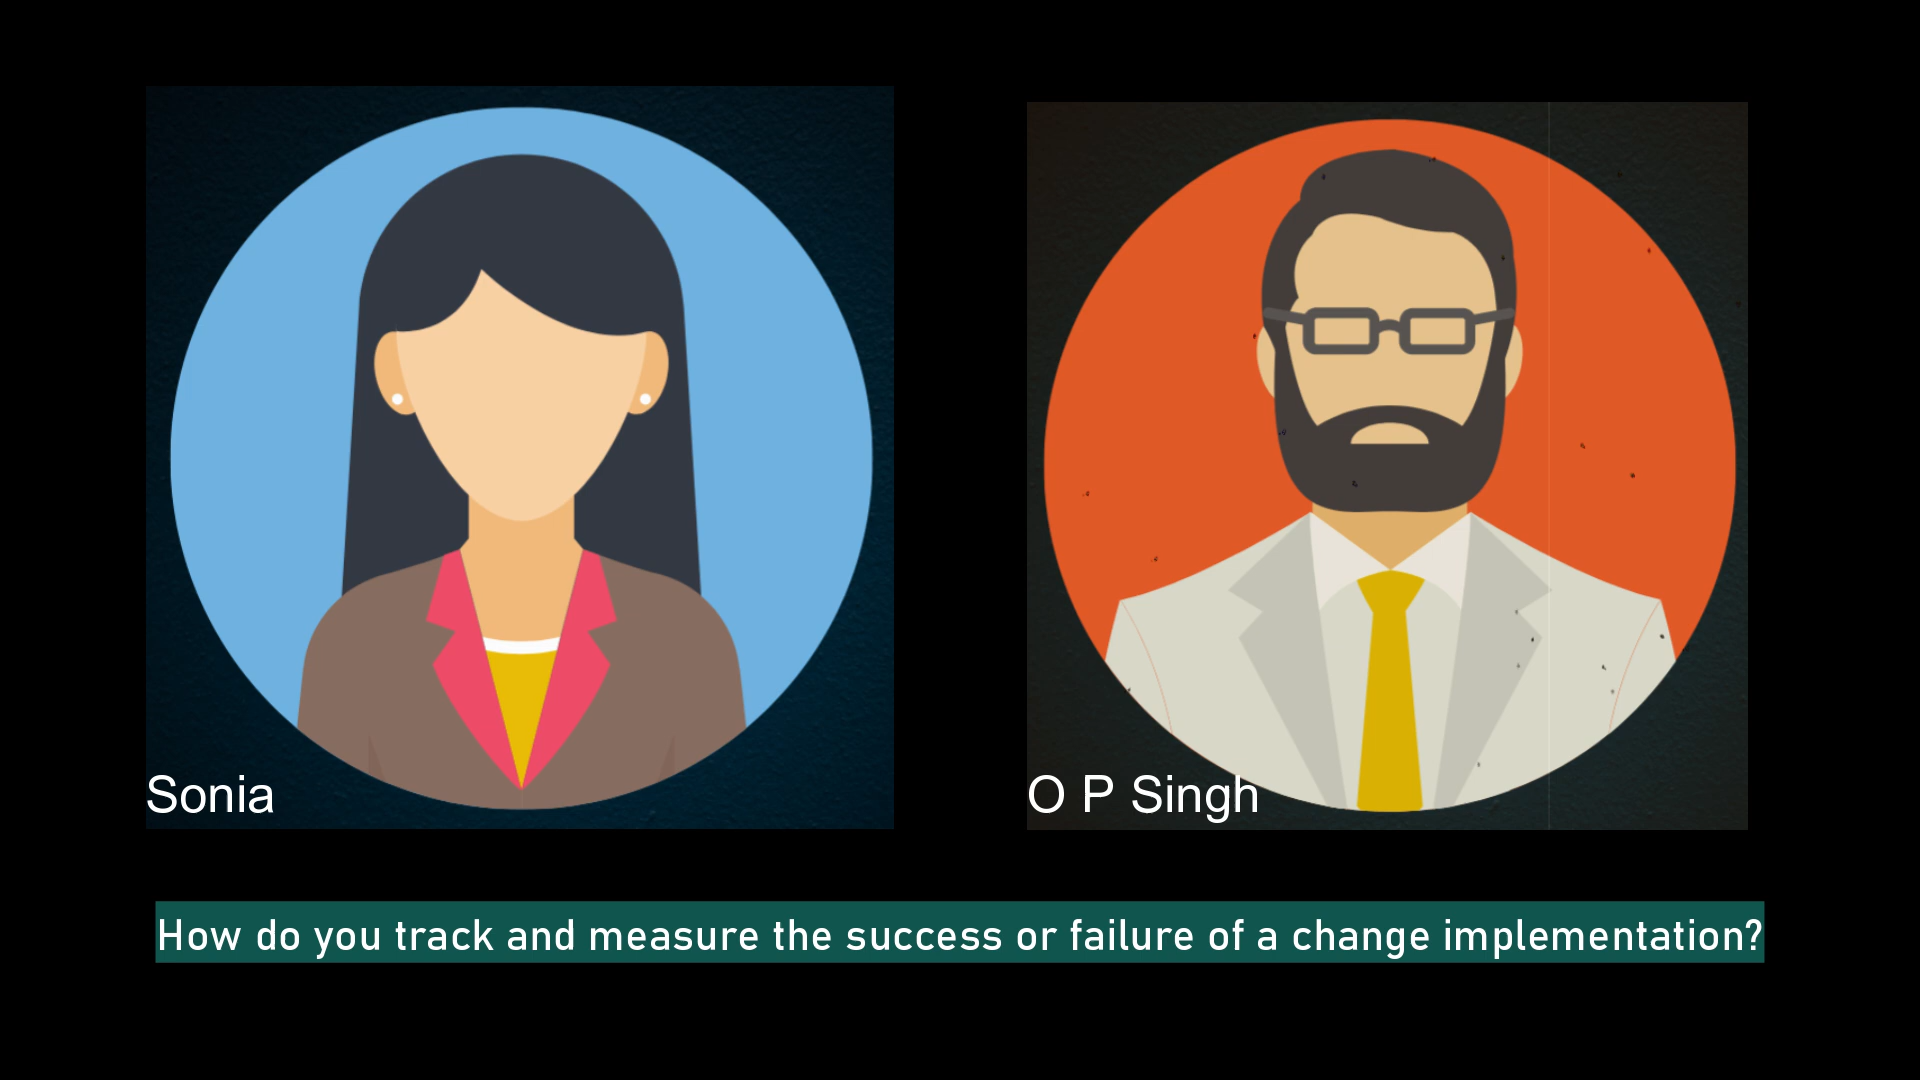 Sonia
O P Singh
How do you track and measure the success or failure of a change implementation?